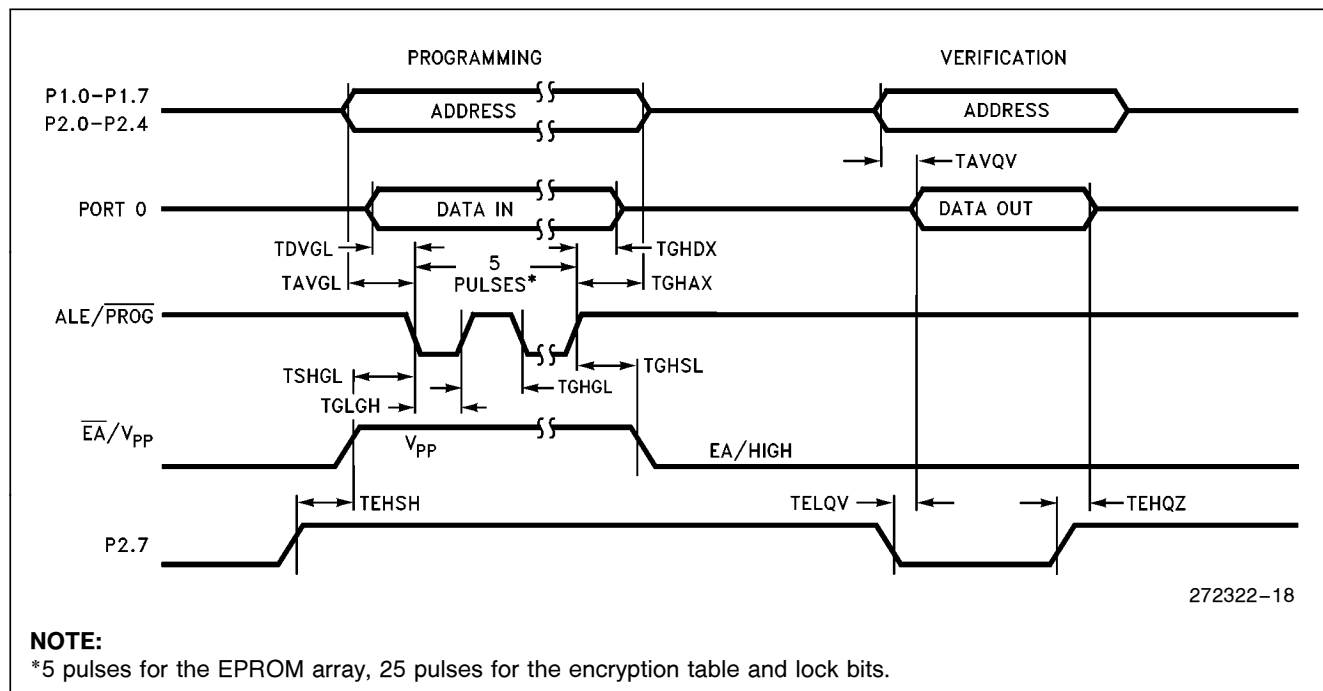 PROGRAMMING VERIFICATION
P1.0–P1.7
P2.0–P2.4
ADDRESS ADDRESS
TAVQV
PORT 0
DATA IN DATA OUT
TDVGL
5
PULSES*
TGHDX
TAVGL
TGHAX
ALE/PROG
TSHGL
TGHSL
TGHGL
TGLGH
EA/VPP
VPP
EA/HIGH
TEHSH
TELQV
TEHQZ
P2.7
272322–18
NOTE:
*5 pulses for the EPROM array, 25 pulses for the encryption table and lock bits.